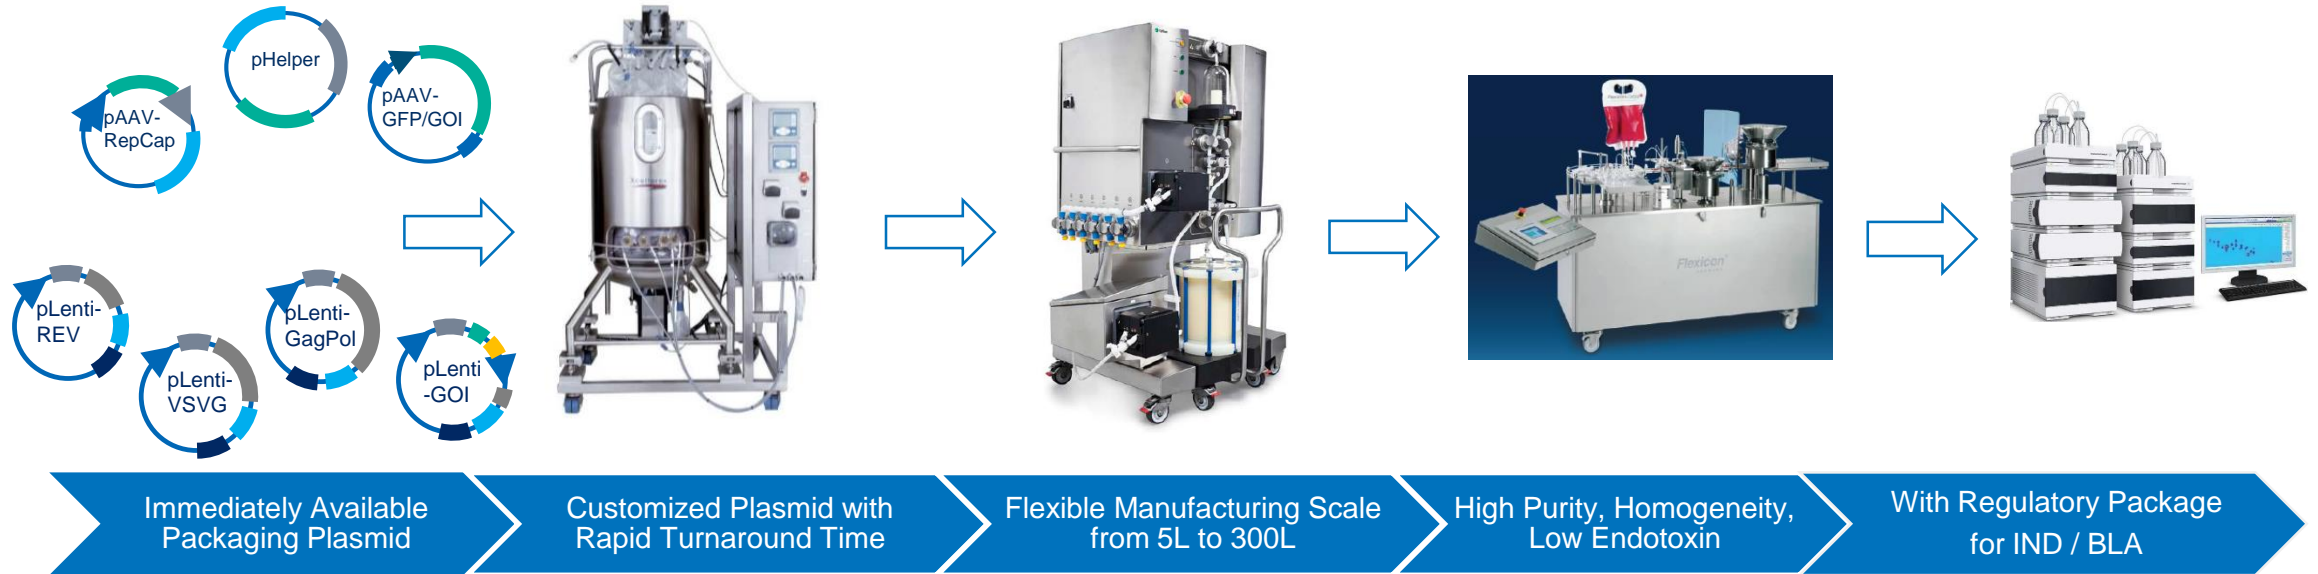 pHelper
pAAV-
GFP/GOI
pAAV-
RepCap
pLenti-
REV
pLenti-
GagPol
pLenti-
VSVG
pLenti
-GOI
Flexicon
Immediately Available
Packaging Plasmid
Customized Plasmid with
Rapid Turnaround Time
Flexible Manufacturing Scale
from 5L to 300L
High Purity, Homogeneity,
Low Endotoxin
With Regulatory Package
for IND / BLA